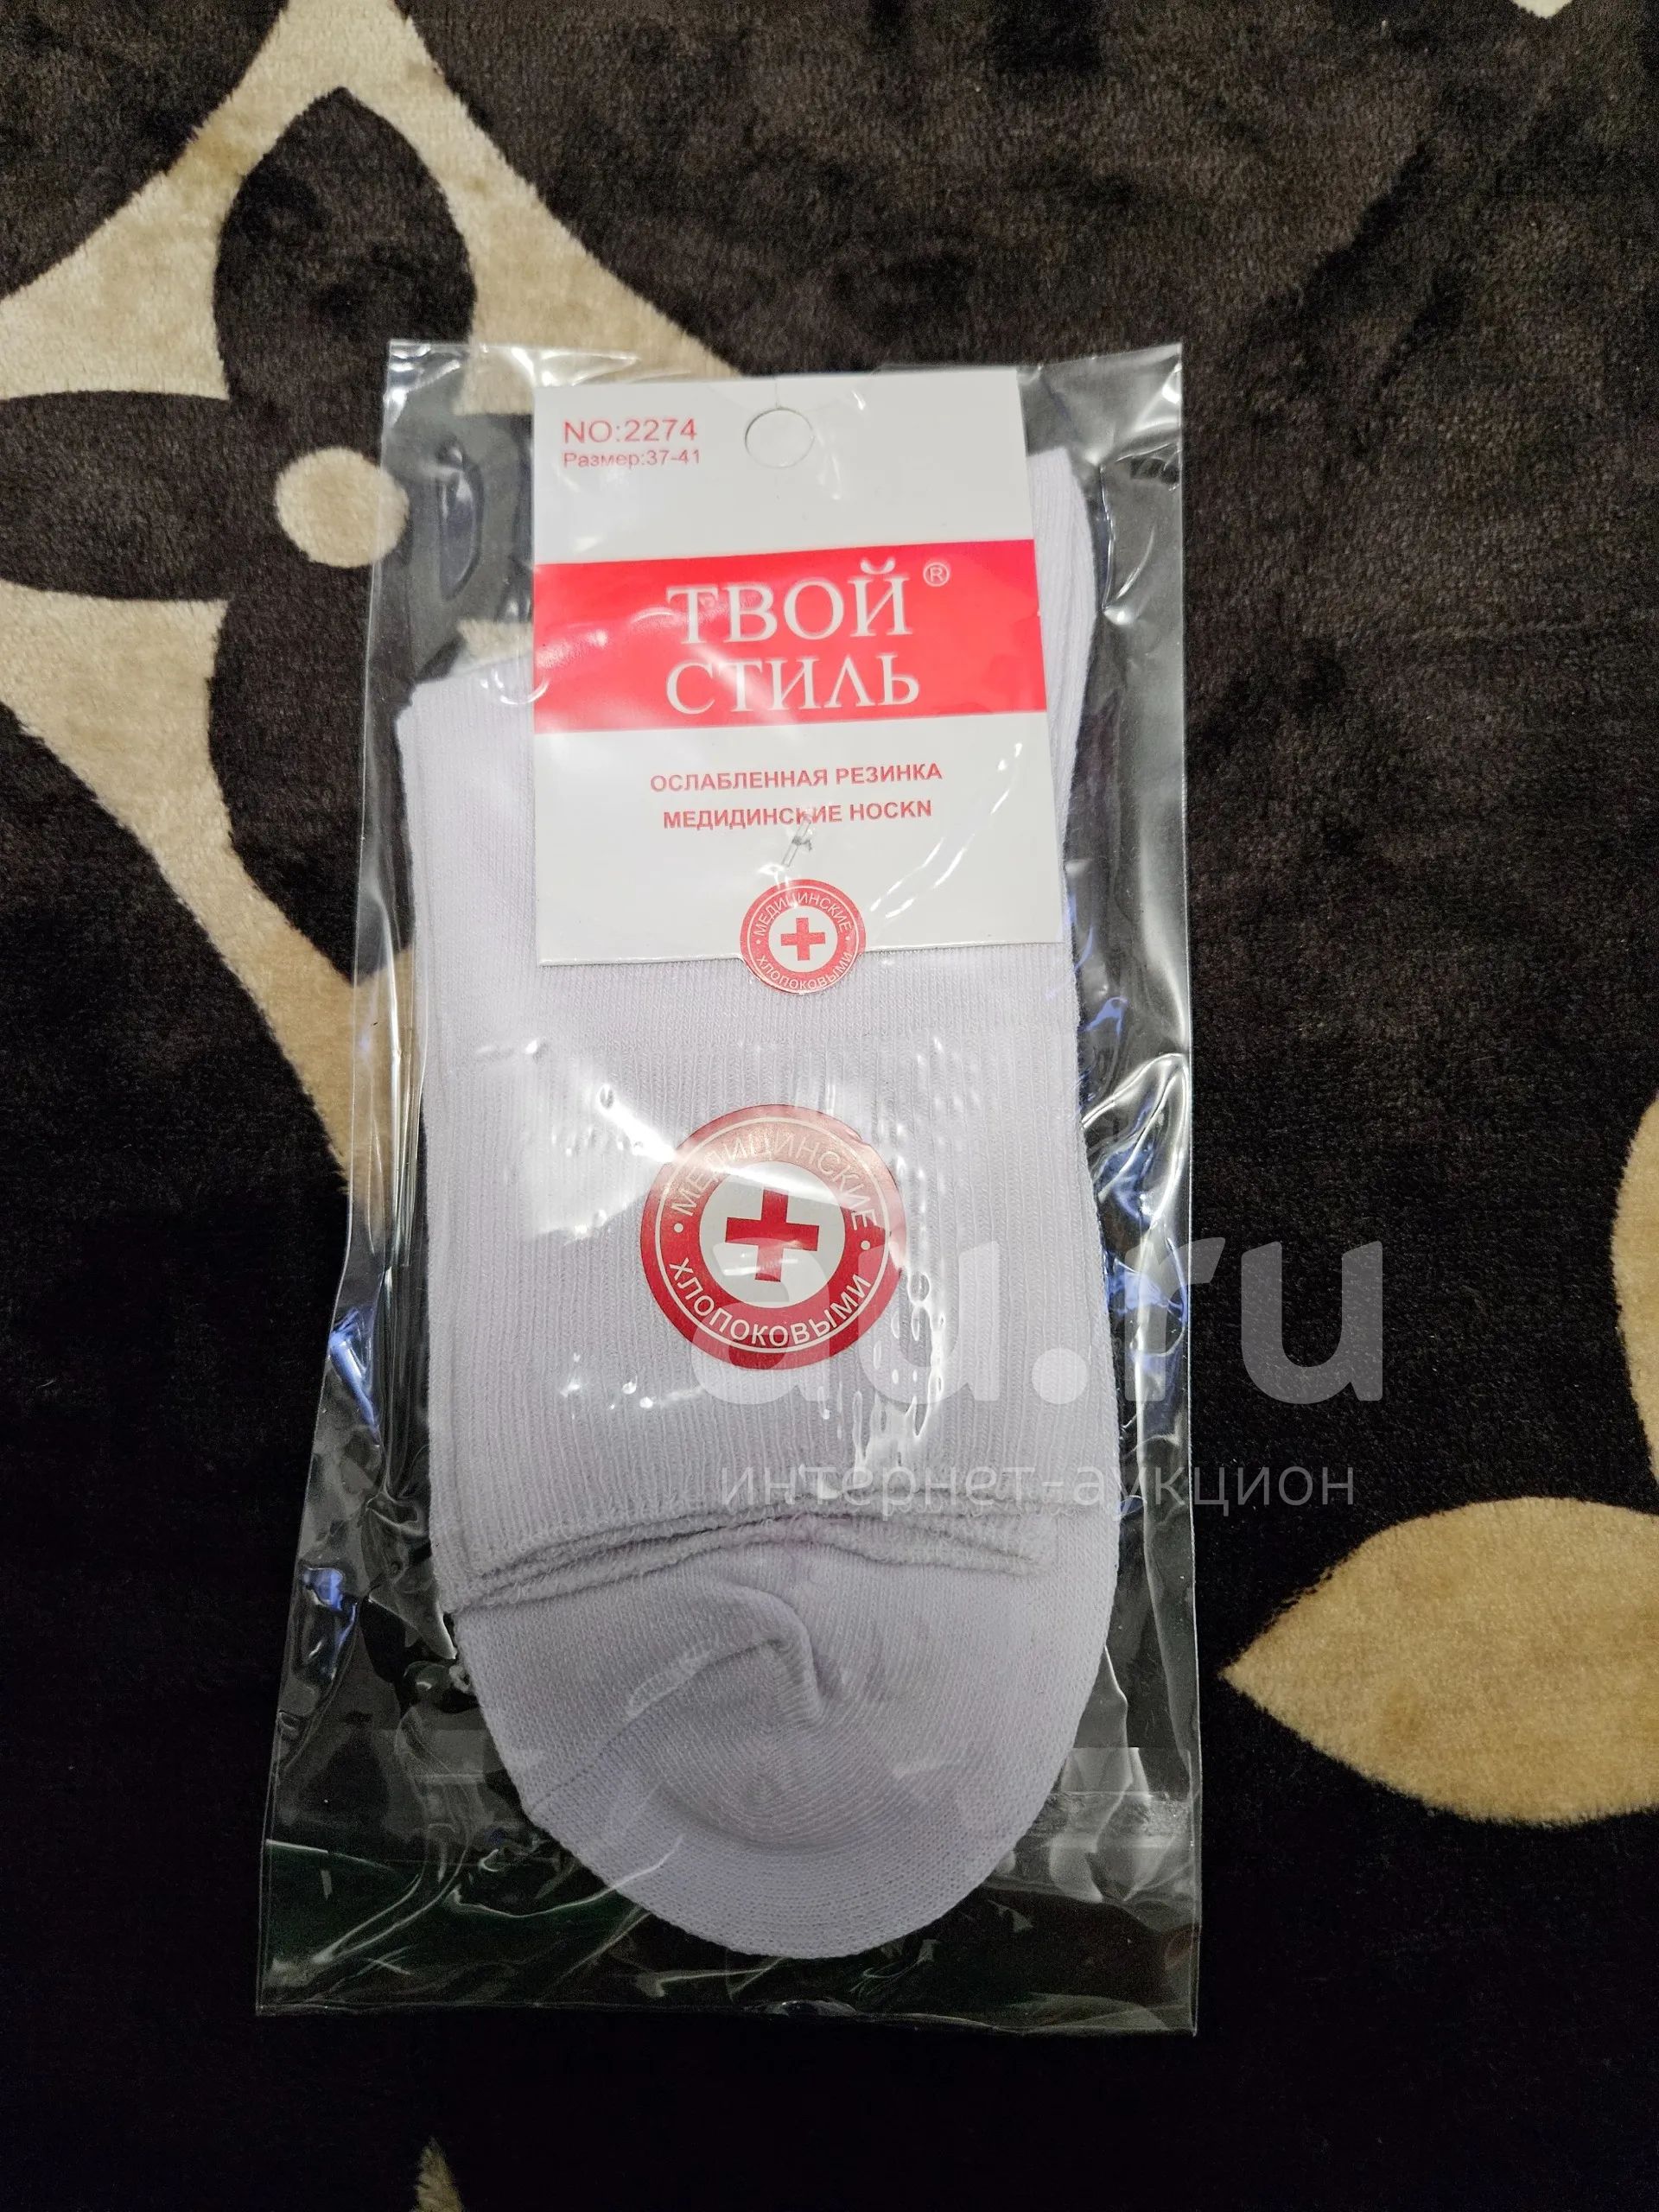 NO:2274
Размер:37-41
ТВОЙ ®
СТИЛЬ
ОСЛАБЛЕННАЯ РЕЗИНКА
МЕДИДИНСКИЕ НОСКN
· МЕДИЦИНСКИЕ ·
ХЛОПОКОВЫМИ
· МЕДИЦИНСКИЕ ·
ХЛОПОКОВЫМИ
au.ru
интернет-аукцион